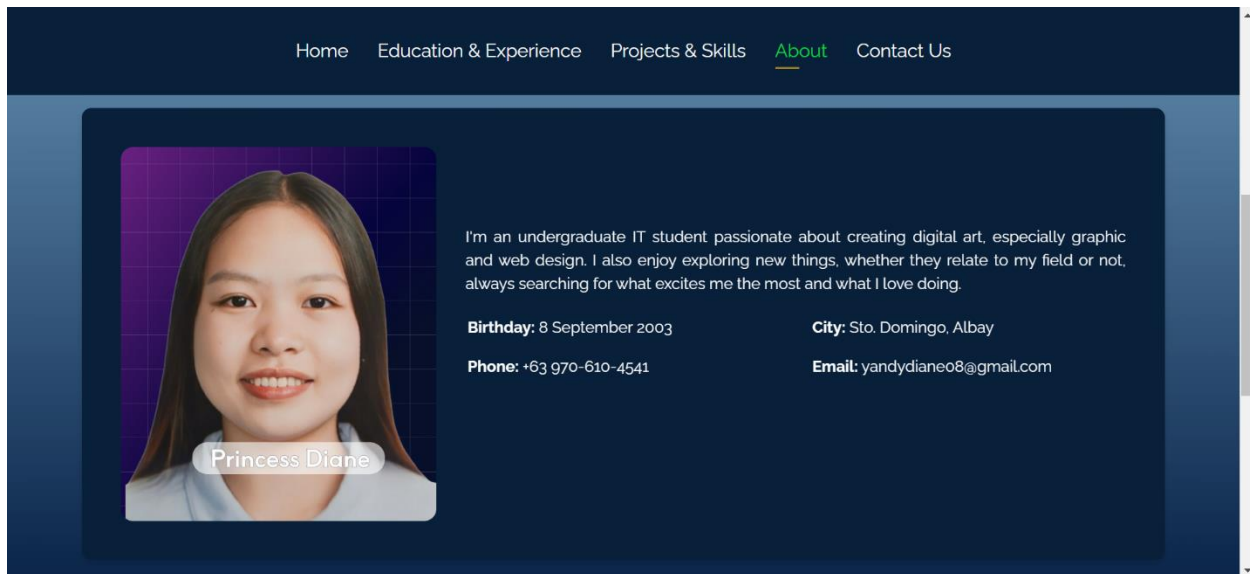 Home Education & Experience Projects & Skills About Contact Us
I'm an undergraduate IT student passionate about creating digital art, especially graphic
and web design. I also enjoy exploring new things, whether they relate to my field or not,
always searching for what excites me the most and what I love doing.
Birthday: 8 September 2003 City: Sto. Domingo, Albay
Phone: +63 970-610-4541 Email: yandydiane08@gmail.com
Princess Diane